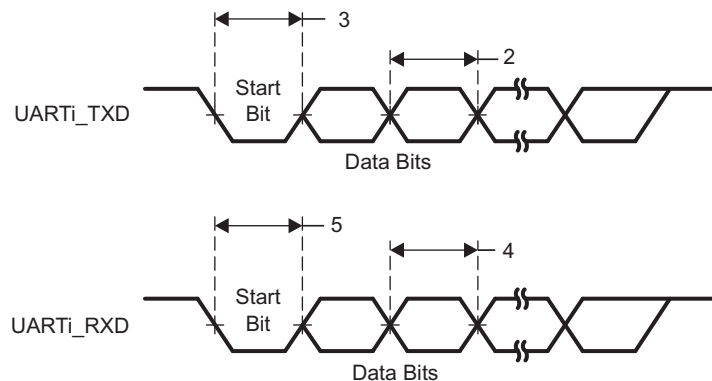 3
2
Start
Bit
UARTi_TXD
Data Bits
5
4
Start
Bit
UARTi_RXD
Data Bits